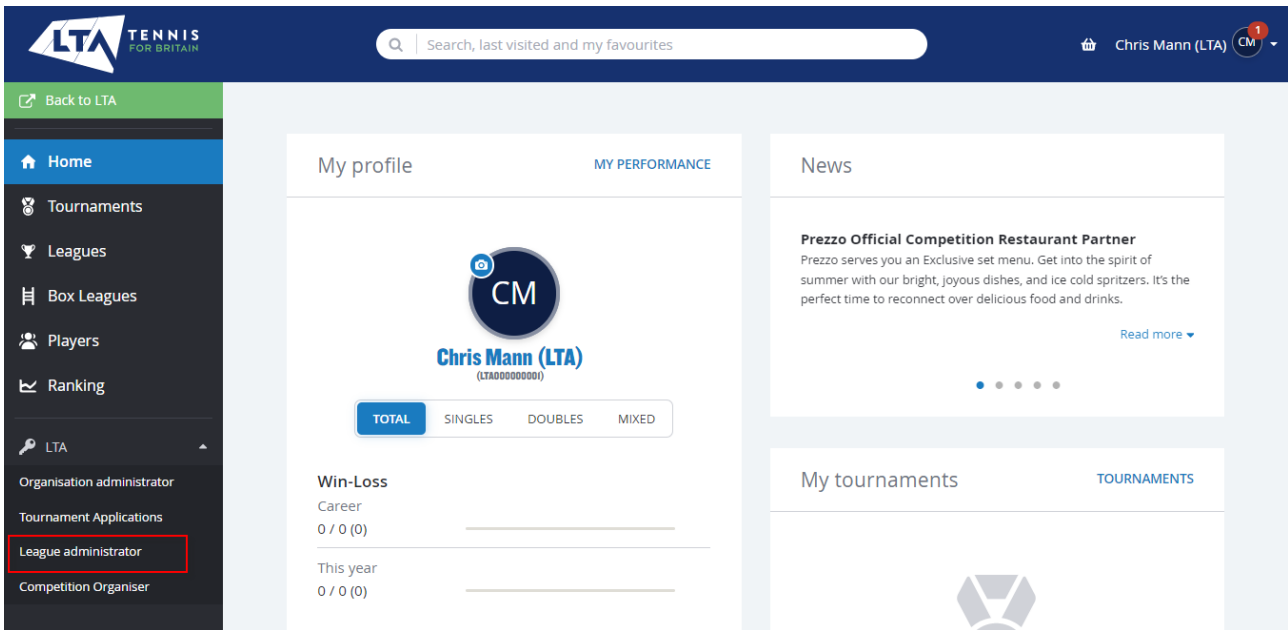 LTA TENNIS
FOR BRITAIN
Search, last visited and my favourites
Chris Mann (LTA) CM 1
Back to LTA
Home
Tournaments
Leagues
Box Leagues
Players
Ranking
LTA
Organisation administrator
Tournament Applications
League administrator
Competition Organiser
My profile MY PERFORMANCE
CM
Chris Mann (LTA)
(LTA000000001)
TOTAL SINGLES DOUBLES MIXED
Win-Loss
Career
0 / 0 (0)
This year
0 / 0 (0)
News
Prezzo Official Competition Restaurant Partner
Prezzo serves you an Exclusive set menu. Get into the spirit of
summer with our bright, joyous dishes, and ice cold spritzers. It's the
perfect time to reconnect over delicious food and drinks.
Read more
My tournaments TOURNAMENTS